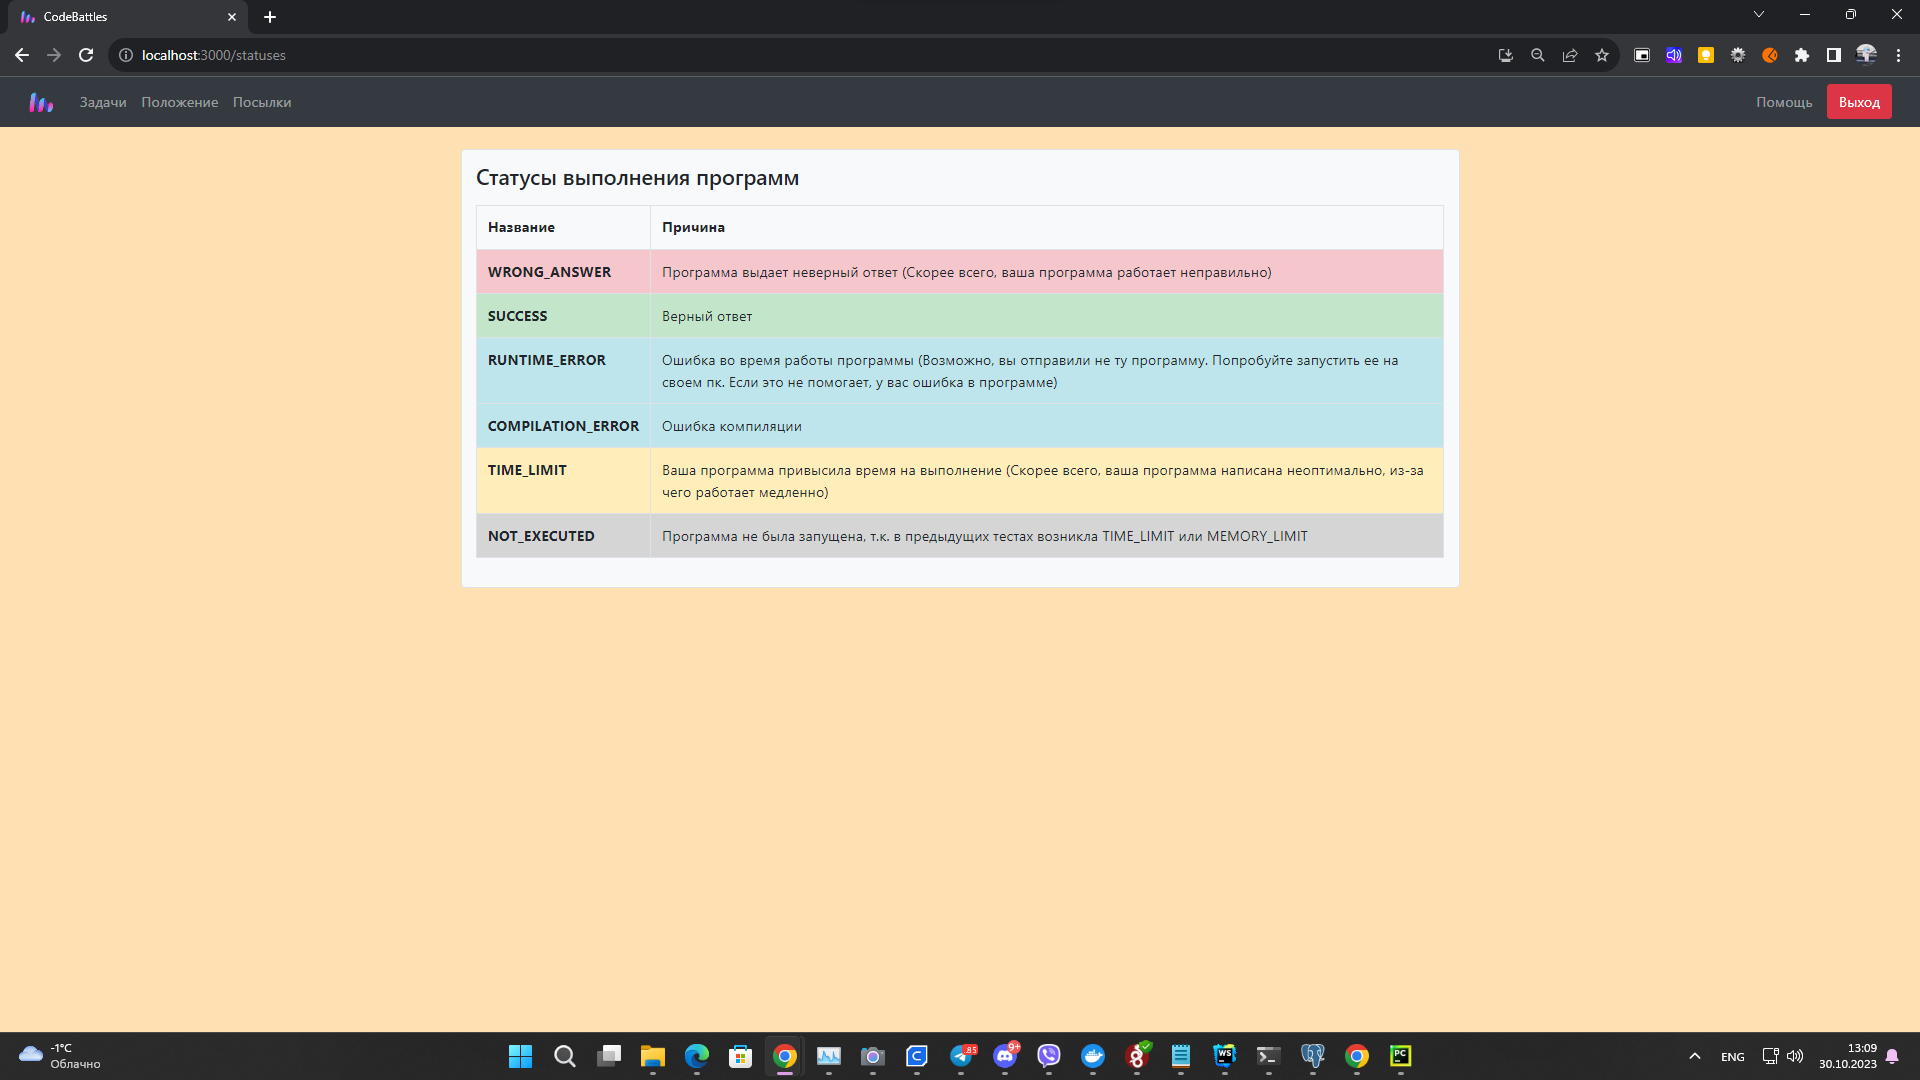 CodeBattles
localhost:3000/statuses
Задачи Положение Посылки Помощь Выход
Статусы выполнения программ
Название Причина
WRONG_ANSWER Программа выдает неверный ответ (Скорее всего, ваша программа работает неправильно)
SUCCESS Верный ответ
RUNTIME_ERROR Ошибка во время работы программы (Возможно, вы отправили не ту программу. Попробуйте запустить ее на
своем пк. Если это не помогает, у вас ошибка в программе)
COMPILATION_ERROR Ошибка компиляции
TIME_LIMIT Ваша программа привысила время на выполнение (Скорее всего, ваша программа написана неоптимально, из-за
чего работает медленно)
NOT_EXECUTED Программа не была запущена, т.к. в предыдущих тестах возникла TIME_LIMIT или MEMORY_LIMIT
-1°C
Облачно
85
9+
WS
PC
ENG
13:09
30.10.2023